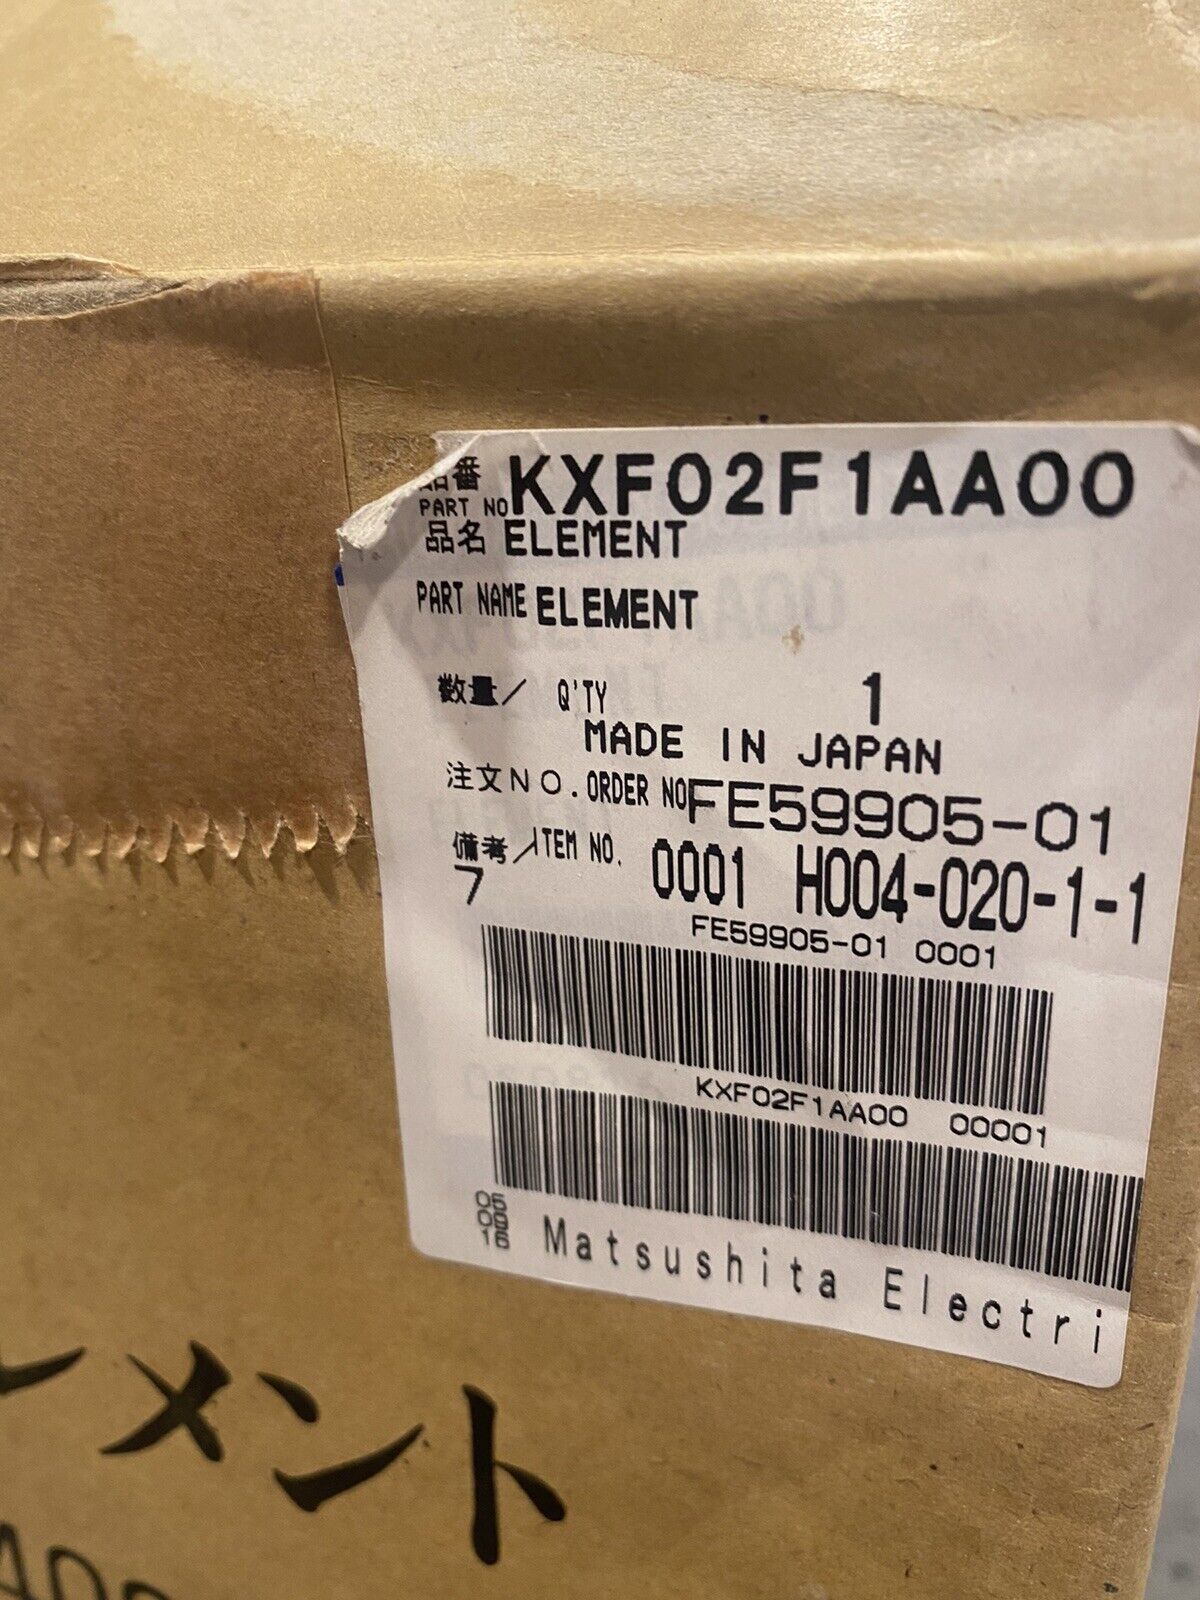 品番 KXF02F1AA00
PART NO
品名 ELEMENT
PART NAME ELEMENT
数量/ Q'TY 1
MADE IN JAPAN
注文NO. ORDER NO FE59905-01
備考/ITEM NO. 0001 H004-020-1-1
フ
FE59905-01 0001
KXF02F1AA00 00001
05
09
16
Matsushita Electri
レメント